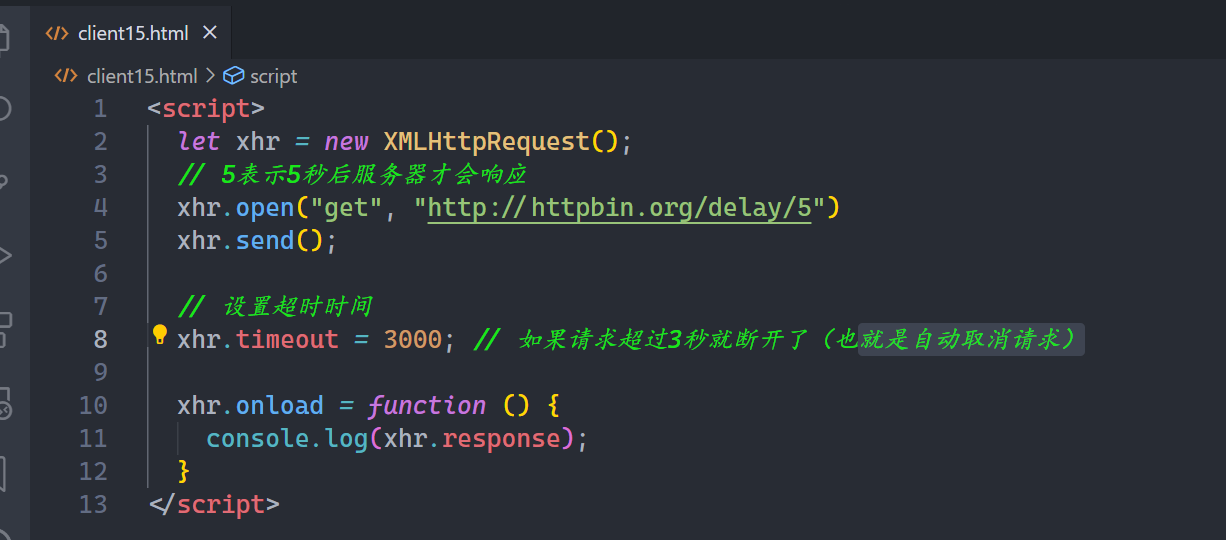 client15.html
client15.html > script
1 <script>
2 let xhr = new XMLHttpRequest();
3 // 5表示5秒后服务器才会响应
4 xhr.open("get", "http://httpbin.org/delay/5")
5 xhr.send();
6
7 // 设置超时时间
8 xhr.timeout = 3000; // 如果请求超过3秒就断开了（也就是自动取消请求）
9
10 xhr.onload = function () {
11 console.log(xhr.response);
12 }
13 </script>